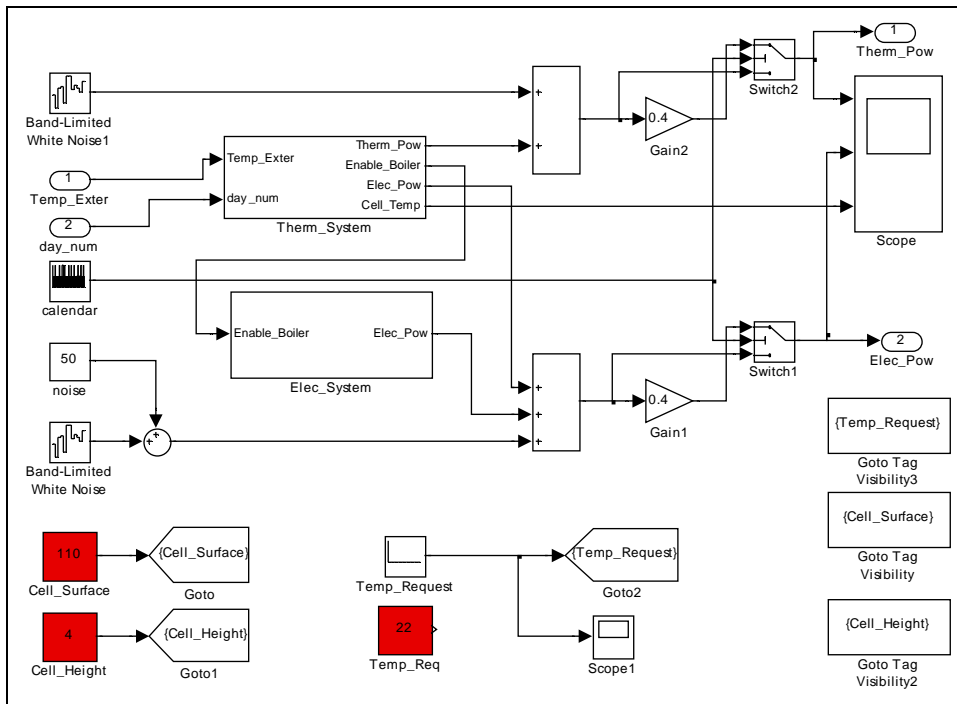 1
Therm_Pow
Switch2
+
+
0.4
Gain2
Band-Limited
White Noise1
1
Temp_Exter
2
day_num
Temp_Exter
day_num
Therm_Pow
Enable_Boiler
Elec_Pow
Cell_Temp
Therm_System
Scope
calendar
Enable_Boiler
Elec_Pow
Elec_System
Switch1
2
Elec_Pow
50
noise
+
+
Band-Limited
White Noise
+
+
+
0.4
Gain1
{Temp_Request}
Goto Tag
Visibility3
{Cell_Surface}
Goto Tag
Visibility
{Cell_Height}
Goto Tag
Visibility2
110
Cell_Surface
{Cell_Surface}
Goto
4
Cell_Height
{Cell_Height}
Goto1
Temp_Request
{Temp_Request}
Goto2
22
Temp_Req
Scope1